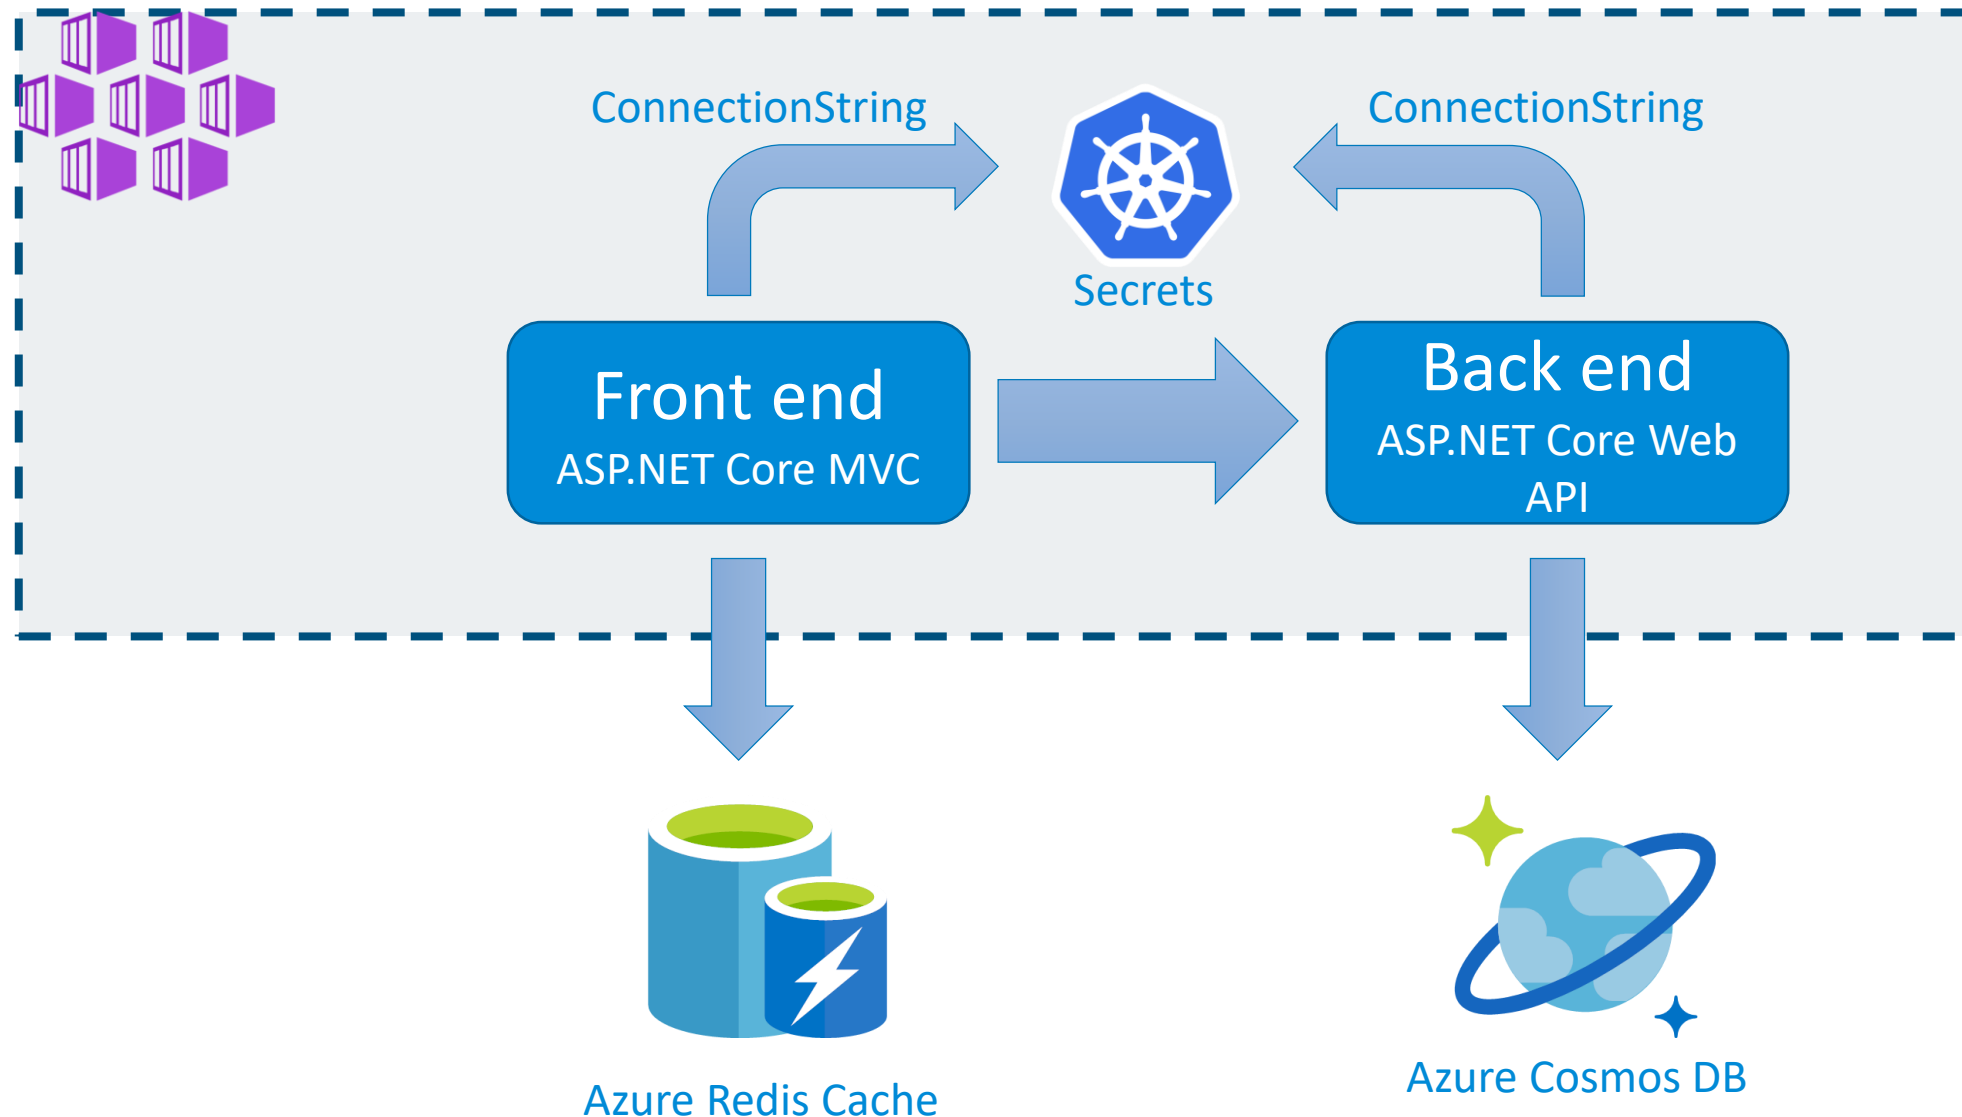 ConnectionString
ConnectionString
Secrets
Front end
ASP.NET Core MVC
Back end
ASP.NET Core Web
API
Azure Redis Cache
Azure Cosmos DB